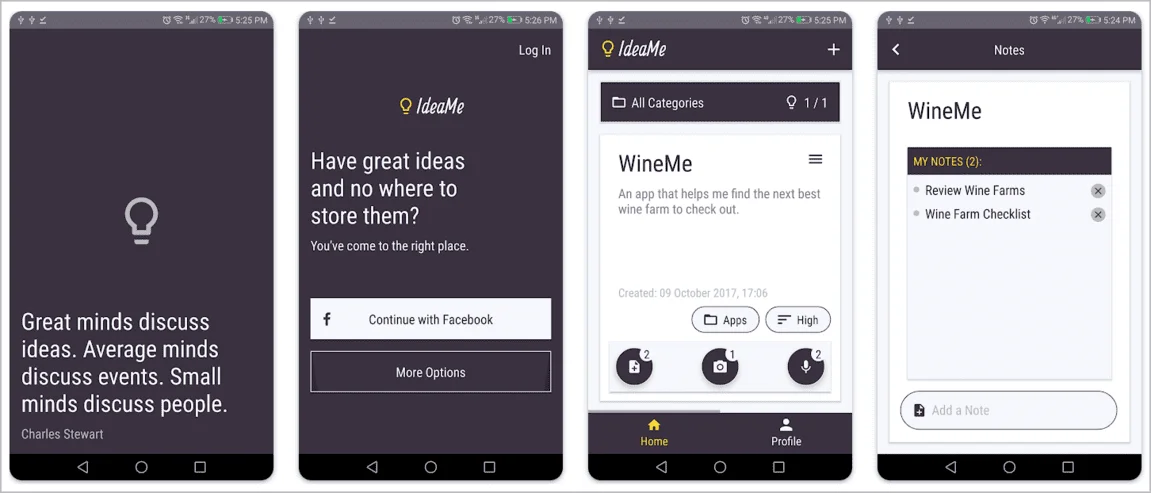 27% 5:25 PM
Great minds discuss
ideas. Average minds
discuss events. Small
minds discuss people.
Charles Stewart
27% 5:26 PM
Log In
IdeaMe
Have great ideas
and no where to
store them?
You've come to the right place.
f Continue with Facebook
More Options
27% 5:25 PM
IdeaMe +
All Categories 1 / 1
WineMe
An app that helps me find the next best
wine farm to check out.
Created: 09 October 2017, 17:06
Apps High
2 1 2
Home Profile
27% 5:24 PM
Notes
WineMe
MY NOTES (2):
Review Wine Farms
Wine Farm Checklist
Add a Note